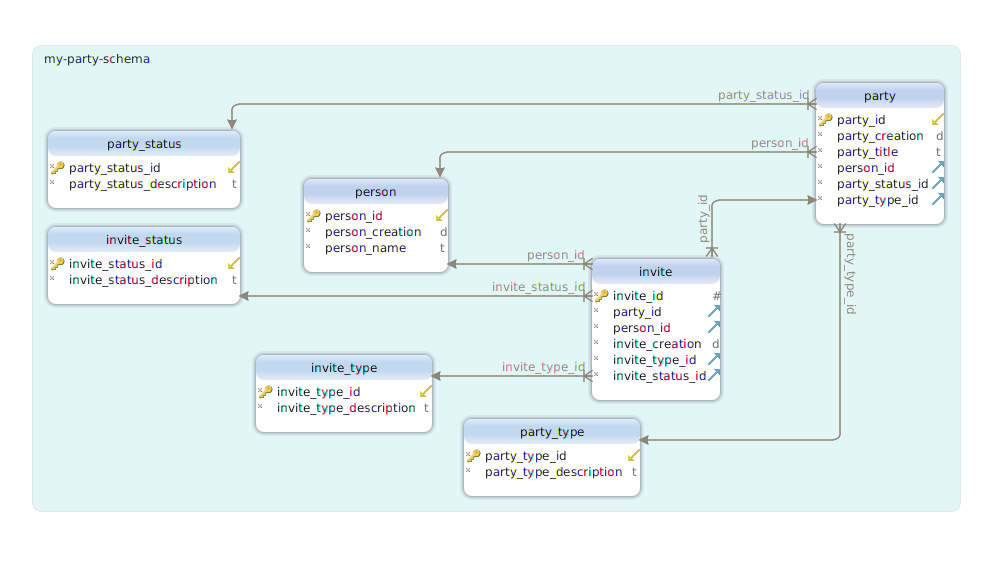 my-party-schema
party_status_id
party
party_id
party_creation d
party_title t
person_id
party_status_id
party_type_id
party_status
party_status_id
party_status_description t
person_id
person
person_id
person_creation d
person_name t
party_id
party_type_id
invite_status
invite_status_id
invite_status_description t
person_id
invite_status_id
invite
invite_id #
party_id
person_id
invite_creation d
invite_type_id
invite_status_id
invite_type_id
invite_type
invite_type_id
invite_type_description t
party_type
party_type_id
party_type_description t